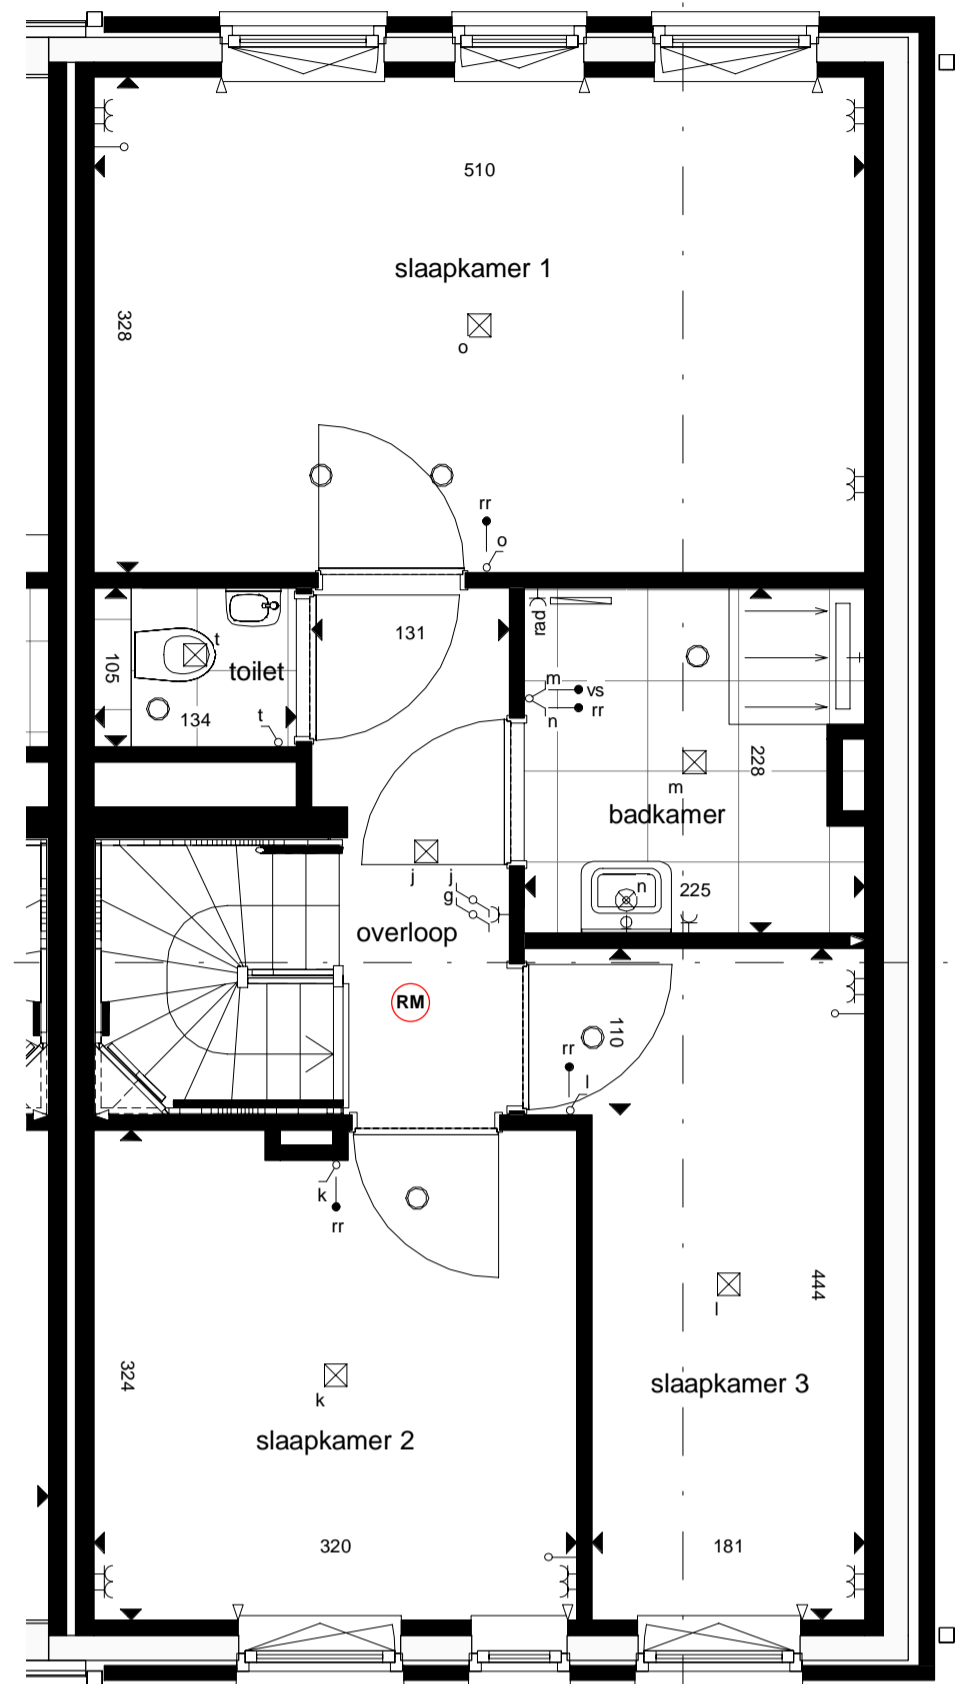 510
slaapkamer 1
328
o
rr
o
131
rad
t
toilet
105
134
t
m
vs
n
rr
228
m
badkamer
j
j
g
n
225
overloop
RM
110
rr
l
k
rr
l
444
324
k
slaapkamer 3
slaapkamer 2
320
181